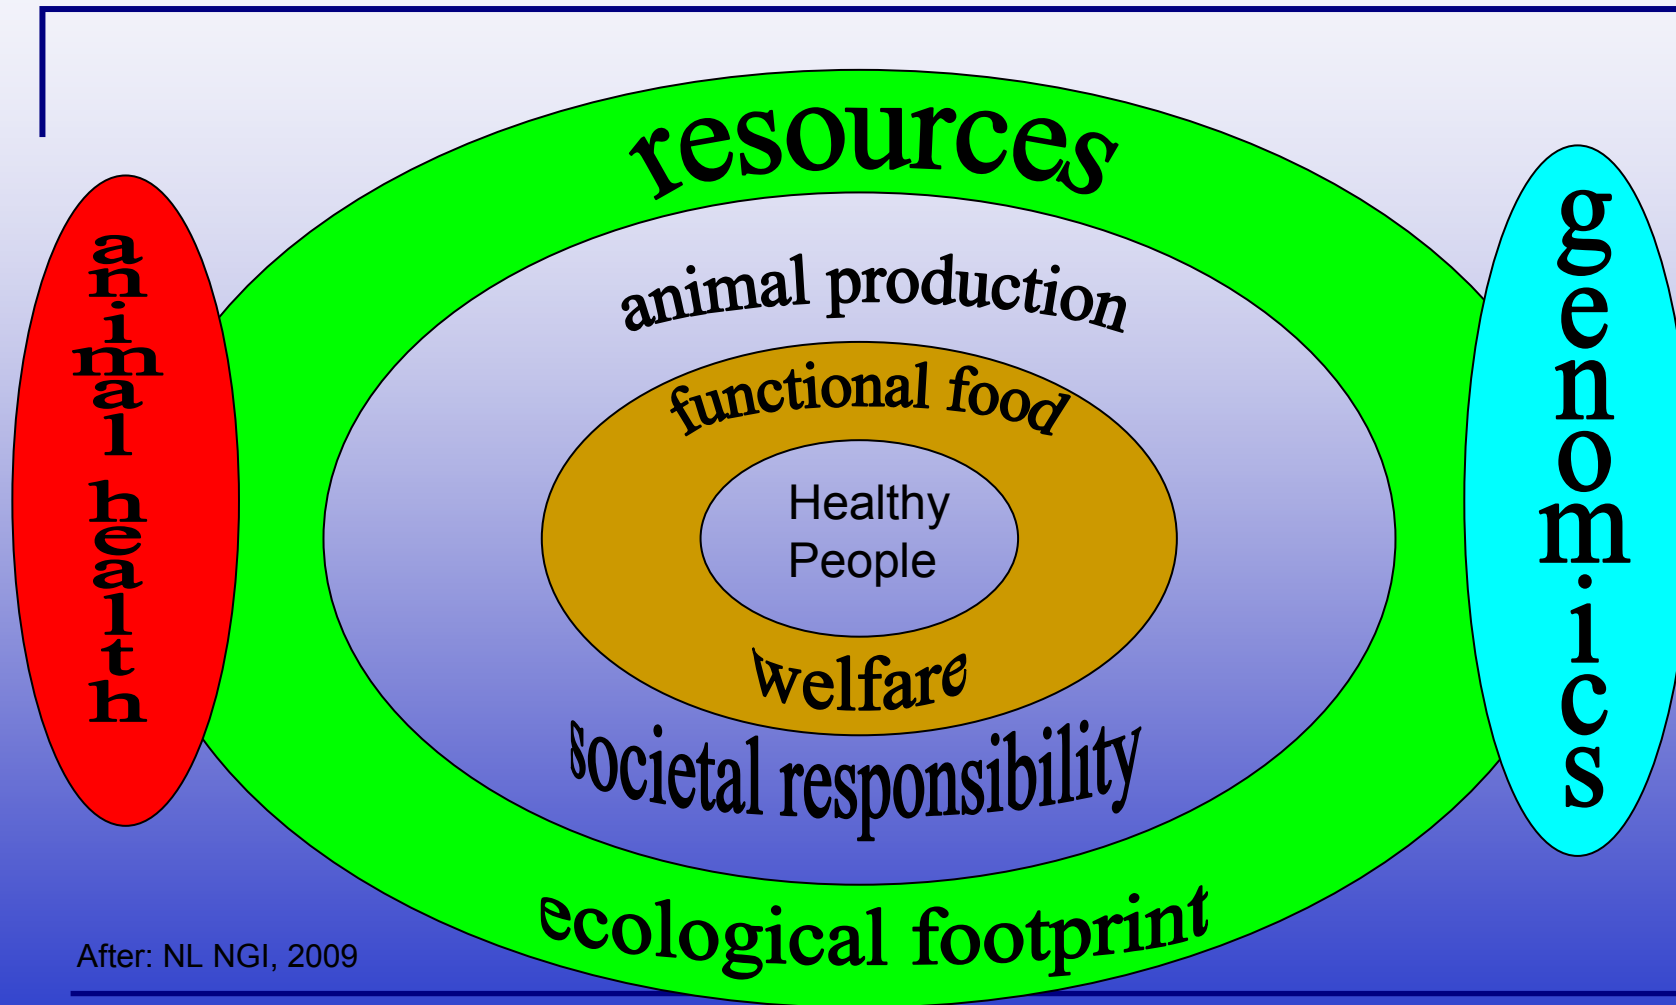 resources
animal production
functional food
Healthy
People
welfare
societal responsibility
ecological footprint
animal health
genomics
After: NL NGI, 2009